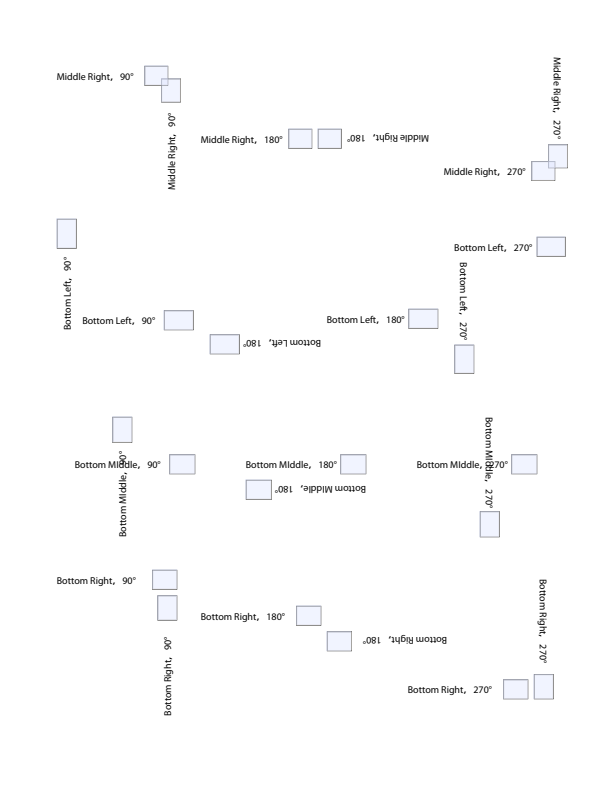 Middle Right, 90°
Middle Right, 90°
Middle Right, 180°
Middle Right, 180°
Middle Right, 270°
Middle Right, 270°
Bottom Left, 90°
Bottom Left, 90°
Bottom Left, 180°
Bottom Left, 180°
Bottom Left, 270°
Bottom Left, 270°
Bottom MIddle, 90°
Bottom MIddle, 90°
Bottom MIddle, 180°
Bottom MIddle, 180°
Bottom MIddle, 270°
Bottom MIddle, 270°
Bottom Right, 90°
Bottom Right, 90°
Bottom Right, 180°
Bottom Right, 180°
Bottom Right, 270°
Bottom Right, 270°